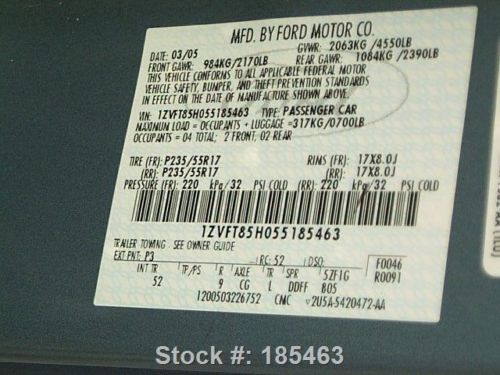 MFD. BY FORD MOTOR CO.
DATE: 03/05 GVWR: 2063KG /4550LB
FRONT GAWR: 984KG/2170LB REAR GAWR: 1084KG/2390LB
THIS VEHICLE CONFORMS TO ALL APPLICABLE FEDERAL MOTOR
VEHICLE SAFETY, BUMPER, AND THEFT PREVENTION STANDARDS
IN EFFECT ON THE DATE OF MANUFACTURE SHOWN ABOVE.
VIN: 1ZVFT85H055185463 TYPE: PASSENGER CAR
MAXIMUM LOAD = OCCUPANTS + LUGGAGE =317KG/0700LB
OCCUPANTS = 04 TOTAL; 2 FRONT, 02 REAR
TIRE (FR): P235/55R17 RIMS (FR): 17X8.0J
(RR): P235/55R17 (RR): 17X8.0J
PRESSURE (FR): 220 kPa/32 PSI COLD (RR): 220 kPa/32 PSI COLD
1ZVFT85H055185463
TRAILER TOWING - SEE OWNER GUIDE
EXT PNT: P3 RC: 52 DSO: F0046
INT TR TP/PS R AXLE TR SPR 5ZF1G R0091
52 9 CG L DDFF B05
1200503226752 CMC 2U5A-5420472-AA
Stock #: 185463